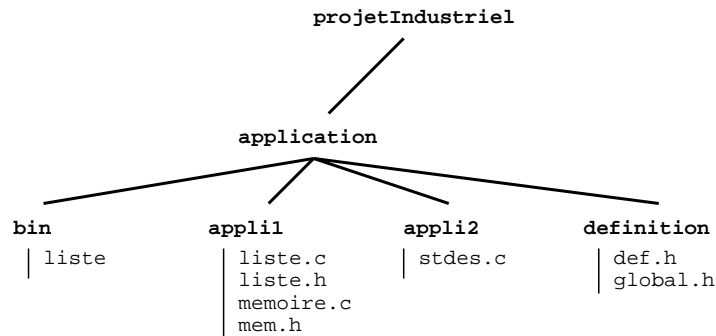 projetIndustriel
application
bin appli1 appli2 definition
liste liste.c stdes.c def.h
liste.h global.h
memoire.c
mem.h